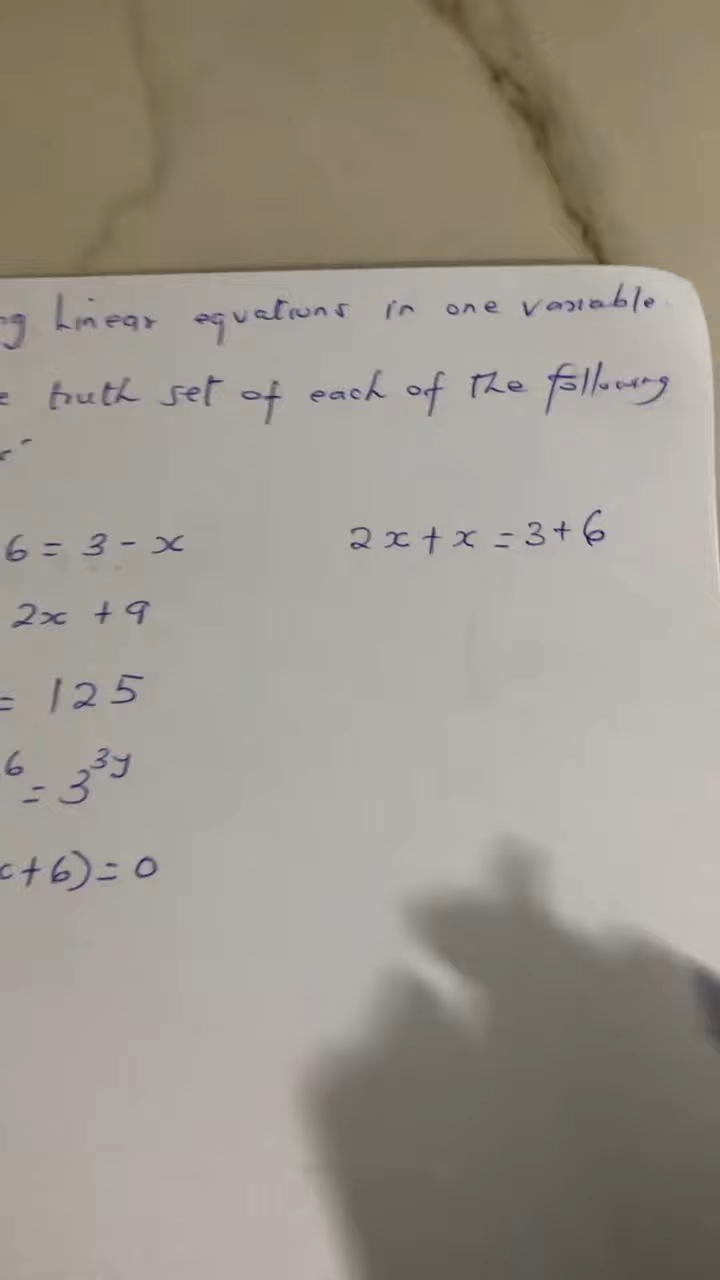 ng Linear equations in one variable.
e truth set of each of the following
6 = 3 - x
2x + x = 3 + 6
2x + 9
= 125
6 = 3^3y
x+6) = 0